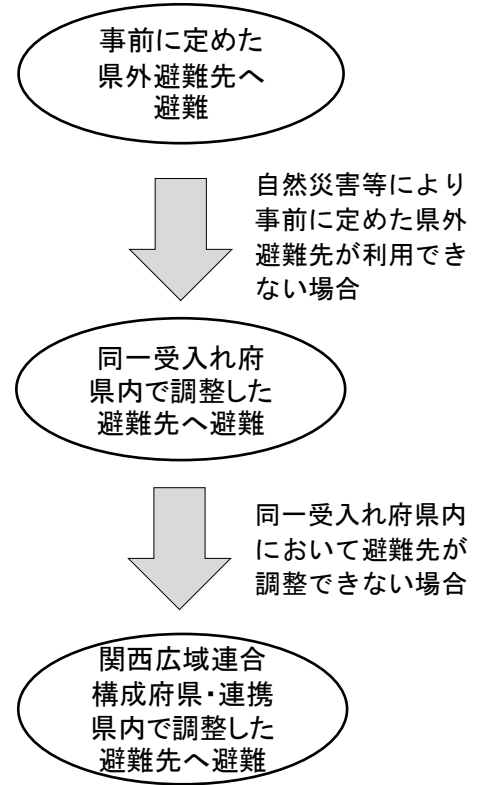 事前に定めた
県外避難先へ
避難
自然災害等により
事前に定めた県外
避難先が利用でき
ない場合
同一受入れ府
県内で調整した
避難先へ避難
同一受入れ府県内
において避難先が
調整できない場合
関西広域連合
構成府県・連携
県内で調整した
避難先へ避難